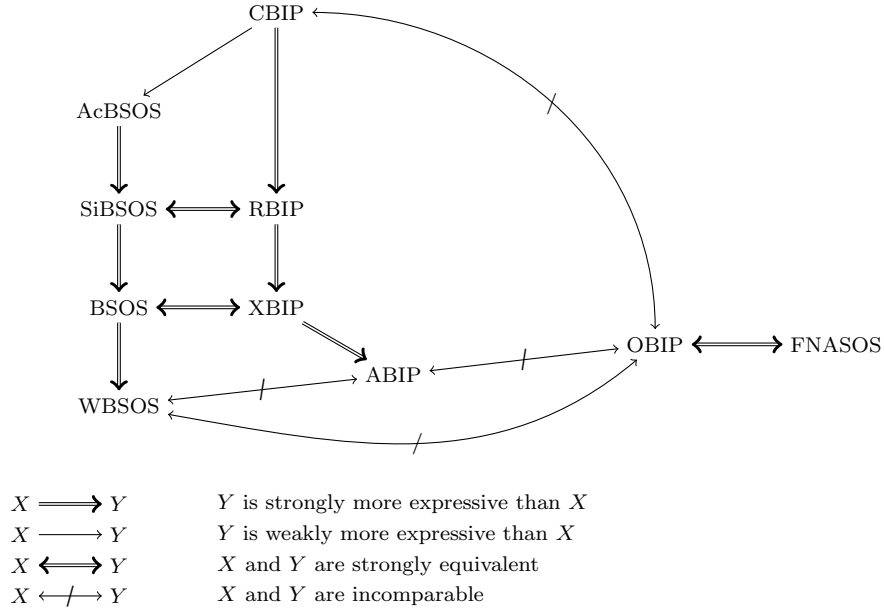 CBIP
AcBSOS
SiBSOS RBIP
BSOS XBIP
OBIP FNASOS
ABIP
WBSOS
X Y Y is strongly more expressive than X
X Y Y is weakly more expressive than X
X Y X and Y are strongly equivalent
X Y X and Y are incomparable